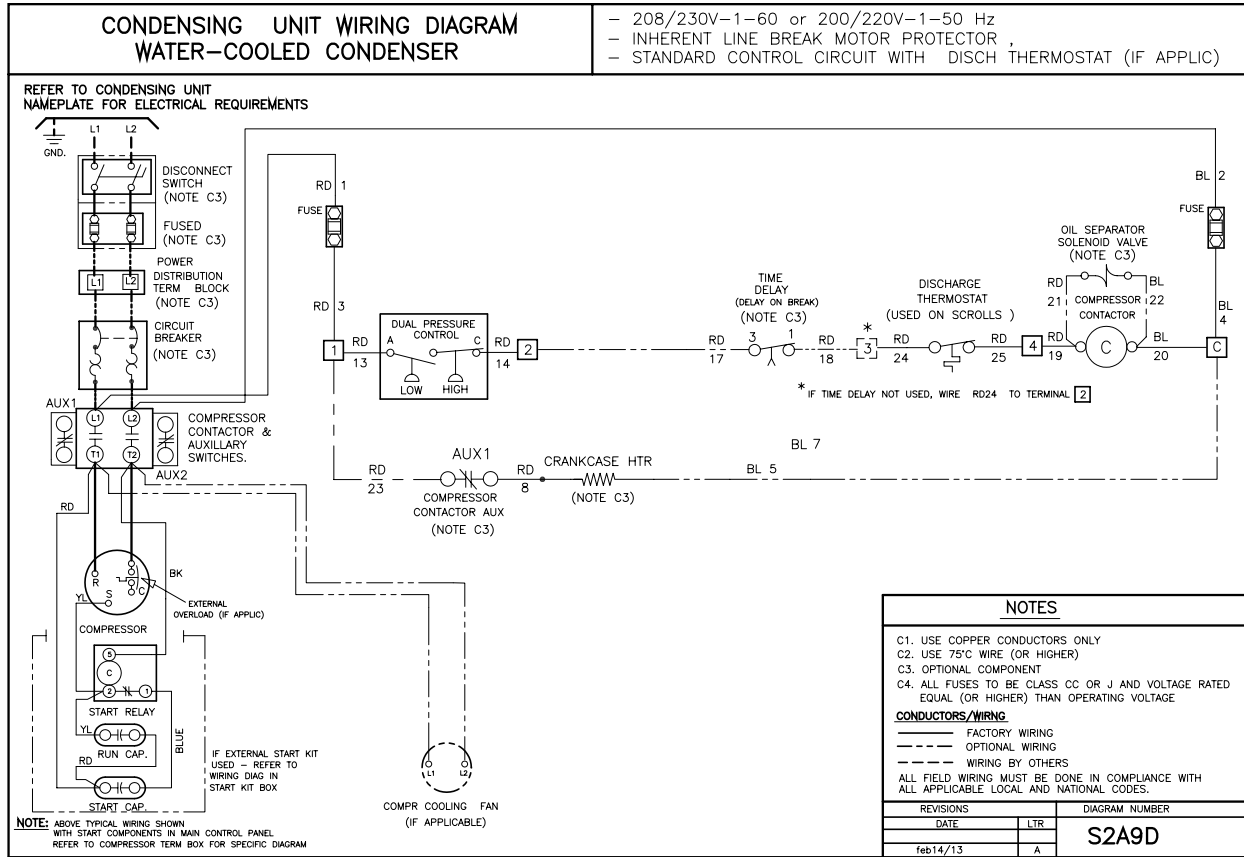 CONDENSING UNIT WIRING DIAGRAM
WATER-COOLED CONDENSER
- 208/230V-1-60 or 200/220V-1-50 Hz
- INHERENT LINE BREAK MOTOR PROTECTOR ,
- STANDARD CONTROL CIRCUIT WITH DISCH THERMOSTAT (IF APPLIC)
REFER TO CONDENSING UNIT
NAMEPLATE FOR ELECTRICAL REQUIREMENTS
L1 L2
GND.
DISCONNECT
SWITCH
(NOTE C3)
FUSED
(NOTE C3)
POWER
DISTRIBUTION
TERM BLOCK
(NOTE C3)
L1 L2
CIRCUIT
BREAKER
(NOTE C3)
AUX1
L1 L2
T1 T2
COMPRESSOR
CONTACTOR &
AUXILLARY
SWITCHES.
AUX2
RD 1
FUSE
RD 3
1
RD
13
DUAL PRESSURE
CONTROL
A C
LOW HIGH
RD
14
2
RD
17
TIME
DELAY
(DELAY ON BREAK)
(NOTE C3)
3 1
RD
18
*
3
RD
24
DISCHARGE
THERMOSTAT
(USED ON SCROLLS )
RD
25
4
RD
19
OIL SEPARATOR
SOLENOID VALVE
(NOTE C3)
RD
21
BL
22
COMPRESSOR
CONTACTOR
C
BL
20
C
BL 2
FUSE
BL
4
* IF TIME DELAY NOT USED, WIRE RD24 TO TERMINAL 2
BL 7
RD
23
AUX1
COMPRESSOR
CONTACTOR AUX
(NOTE C3)
RD
8
CRANKCASE HTR
(NOTE C3)
BL 5
RD
BK
R
C
S
YL
EXTERNAL
OVERLOAD (IF APPLIC)
COMPRESSOR
5
C
2 1
START RELAY
YL
RUN CAP.
BLUE
RD
START CAP.
IF EXTERNAL START KIT
USED - REFER TO
WIRING DIAG IN
START KIT BOX
L1 L2
COMPR COOLING FAN
(IF APPLICABLE)
NOTE: ABOVE TYPICAL WIRING SHOWN
WITH START COMPONENTS IN MAIN CONTROL PANEL
REFER TO COMPRESSOR TERM BOX FOR SPECIFIC DIAGRAM
NOTES
C1. USE COPPER CONDUCTORS ONLY
C2. USE 75°C WIRE (OR HIGHER)
C3. OPTIONAL COMPONENT
C4. ALL FUSES TO BE CLASS CC OR J AND VOLTAGE RATED
EQUAL (OR HIGHER) THAN OPERATING VOLTAGE
CONDUCTORS/WIRNG
FACTORY WIRING
OPTIONAL WIRING
WIRING BY OTHERS
ALL FIELD WIRING MUST BE DONE IN COMPLIANCE WITH
ALL APPLICABLE LOCAL AND NATIONAL CODES.
REVISIONS DIAGRAM NUMBER
DATE LTR
S2A9D
feb14/13 A